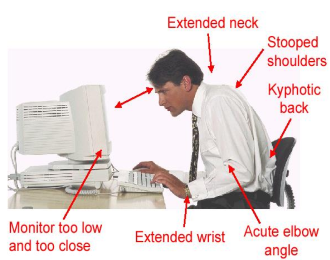 Extended neck
Stooped
shoulders
Kyphotic
back
Monitor too low
and too close
Extended wrist
Acute elbow
angle